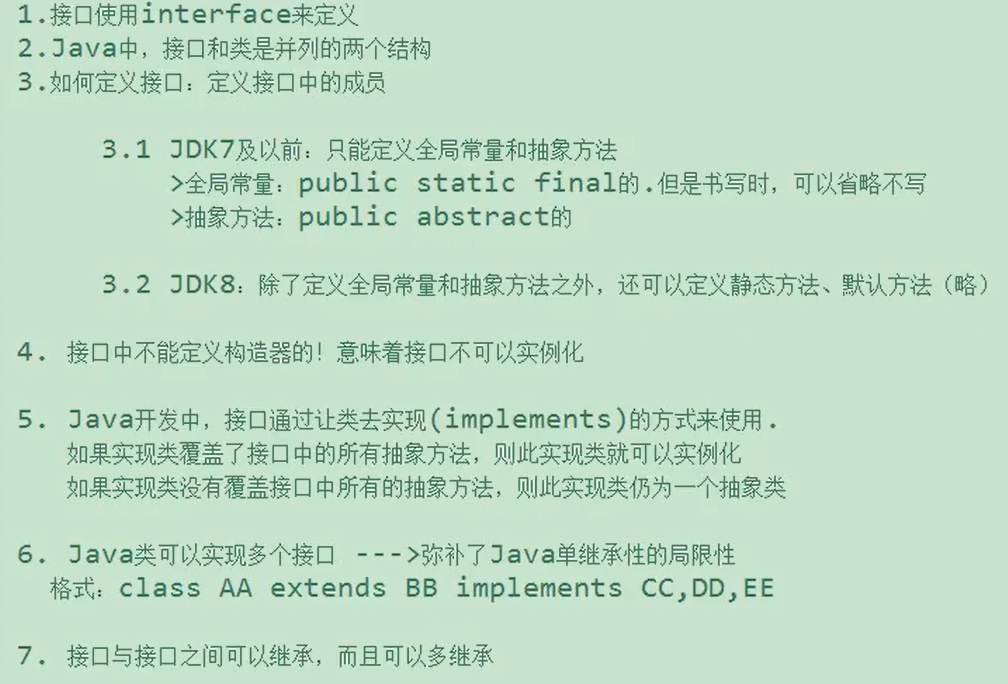 1.接口使用interface来定义
2.Java中，接口和类是并列的两个结构
3.如何定义接口：定义接口中的成员
3.1 JDK7及以前：只能定义全局常量和抽象方法
>全局常量：public static final的.但是书写时，可以省略不写
>抽象方法：public abstract的
3.2 JDK8：除了定义全局常量和抽象方法之外，还可以定义静态方法、默认方法（略）
4. 接口中不能定义构造器的！意味着接口不可以实例化
5. Java开发中，接口通过让类去实现(implements)的方式来使用.
如果实现类覆盖了接口中的所有抽象方法，则此实现类就可以实例化
如果实现类没有覆盖接口中所有的抽象方法，则此实现类仍为一个抽象类
6. Java类可以实现多个接口 --->弥补了Java单继承性的局限性
格式：class AA extends BB implements CC,DD,EE
7. 接口与接口之间可以继承，而且可以多继承